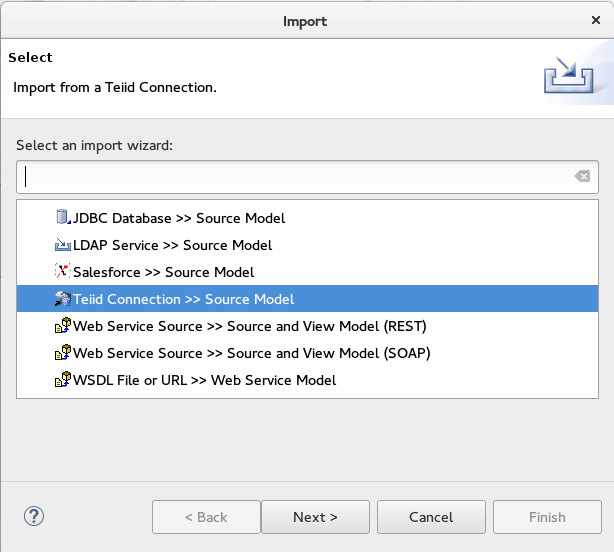 Import
Select
Import from a Teiid Connection.
Select an import wizard:
JDBC Database >> Source Model
LDAP Service >> Source Model
Salesforce >> Source Model
Teiid Connection >> Source Model
Web Service Source >> Source and View Model (REST)
Web Service Source >> Source and View Model (SOAP)
WSDL File or URL >> Web Service Model
< Back Next > Cancel Finish